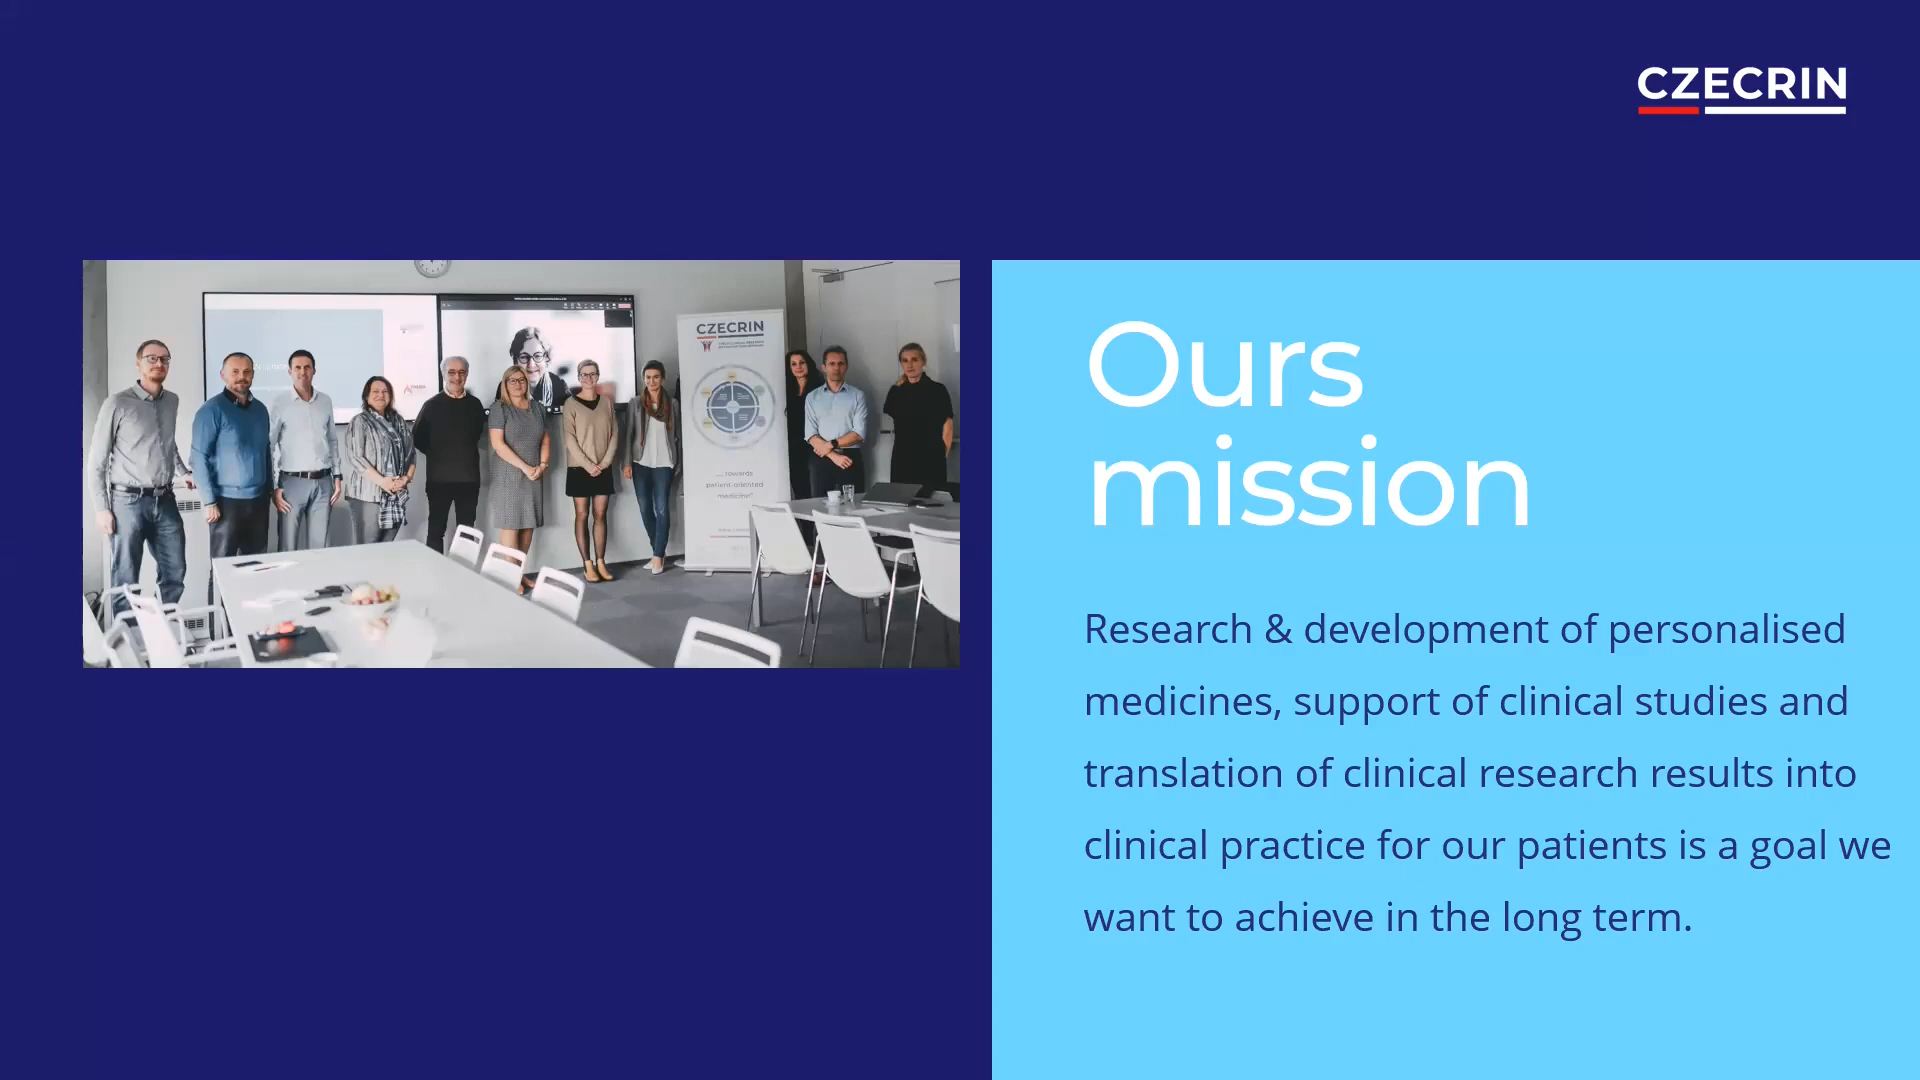 CZECRIN
CZECRIN
... towards
patient-oriented
medicine"
Ours
mission
Research & development of personalised
medicines, support of clinical studies and
translation of clinical research results into
clinical practice for our patients is a goal we
want to achieve in the long term.